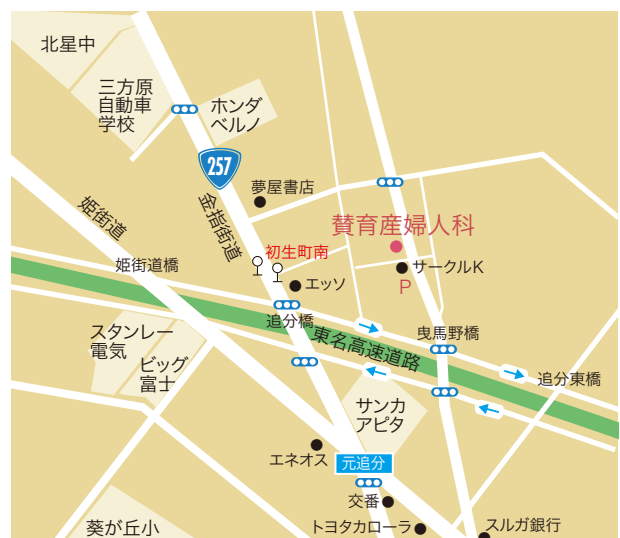 北星中
三方原
自動車
学校
ホンダ
ベルノ
257
夢屋書店
金指街道
姫街道
賛育産婦人科
初生町南
姫街道橋
サークルK
P
エッソ
追分橋
東名高速道路
曳馬野橋
スタンレー
電気
ビッグ
富士
追分東橋
サンカ
アピタ
エネオス
元追分
交番
トヨタカローラ
スルガ銀行
葵が丘小